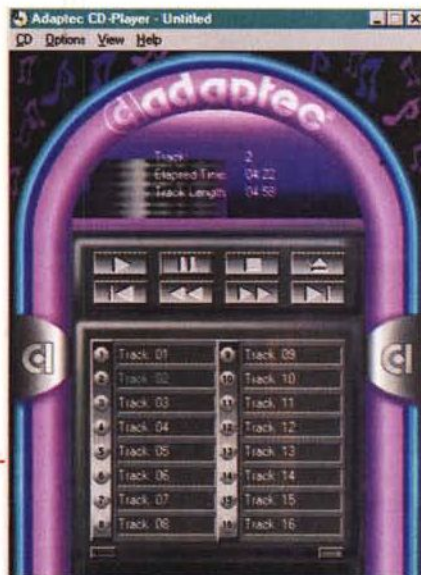 Adaptec CD-Player - Untitled
CD Options View Help
adaptec
Track: 2
Elapsed Time: 04:22
Track Length: 04:58
1 Track 01
2 Track 02
3 Track 03
4 Track 04
5 Track 05
6 Track 06
7 Track 07
8 Track 08
9 Track 09
10 Track 10
11 Track 11
12 Track 12
13 Track 13
14 Track 14
15 Track 15
16 Track 16